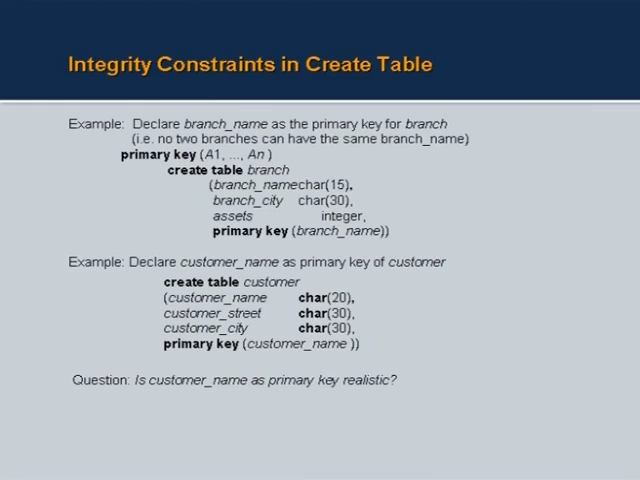 Integrity Constraints in Create Table
Example: Declare branch_name as the primary key for branch
(i.e. no two branches can have the same branch_name)
primary key (A1, ..., An )
create table branch
(branch_namechar(15),
branch_city char(30),
assets integer,
primary key (branch_name))
Example: Declare customer_name as primary key of customer
create table customer
(customer_name char(20),
customer_street char(30),
customer_city char(30),
primary key (customer_name ))
Question: Is customer_name as primary key realistic?